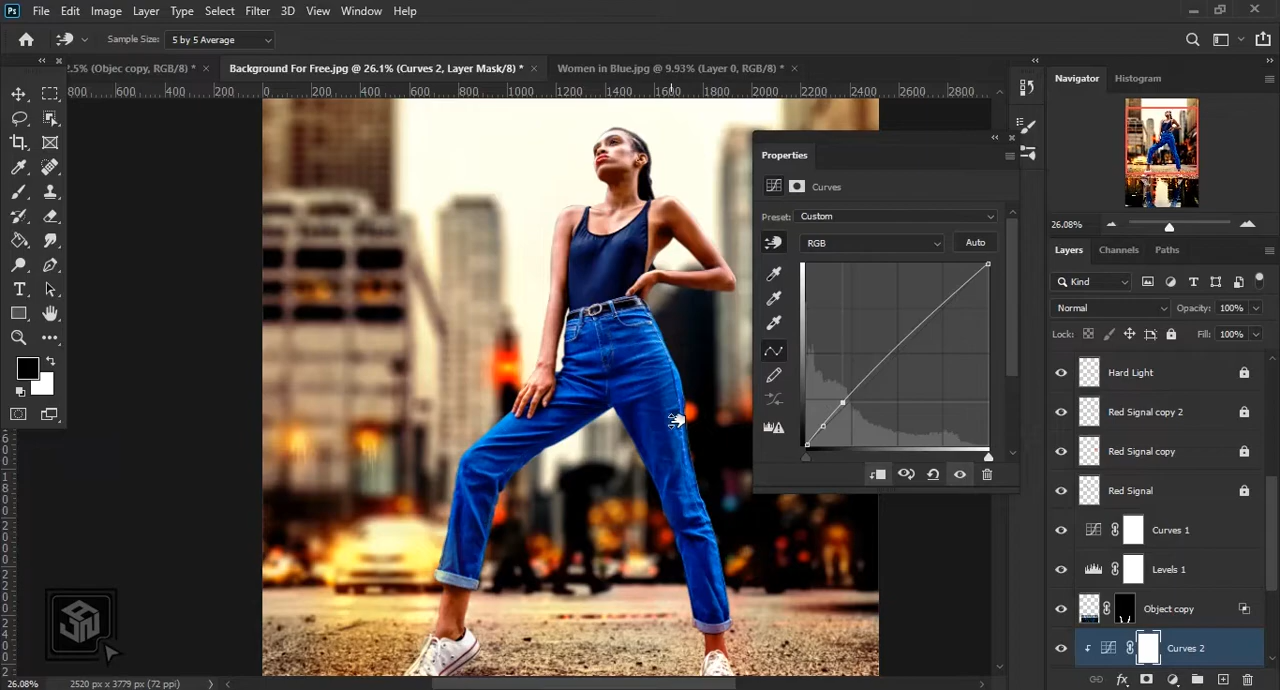 Ps File Edit Image Layer Type Select Filter 3D View Window Help
Sample Size: 5 by 5 Average
2.5% (Objec copy, RGB/8) * × Background For Free.jpg @ 26.1% (Curves 2, Layer Mask/8) * × Women in Blue.jpg @ 9.93% (Layer 0, RGB/8) * ×
800 600 400 200 0 200 400 600 800 1000 1200 1400 1600 1800 2000 2200 2400 2600 2800
Navigator Histogram
26.08%
Properties
Curves
Preset: Custom
RGB Auto
Layers Channels Paths
Kind
Normal Opacity: 100%
Lock: Fill: 100%
Hard Light
Red Signal copy 2
Red Signal copy
Red Signal
Curves 1
Levels 1
Object copy
Curves 2
26.08% 2520 px x 3779 px (72 ppi)